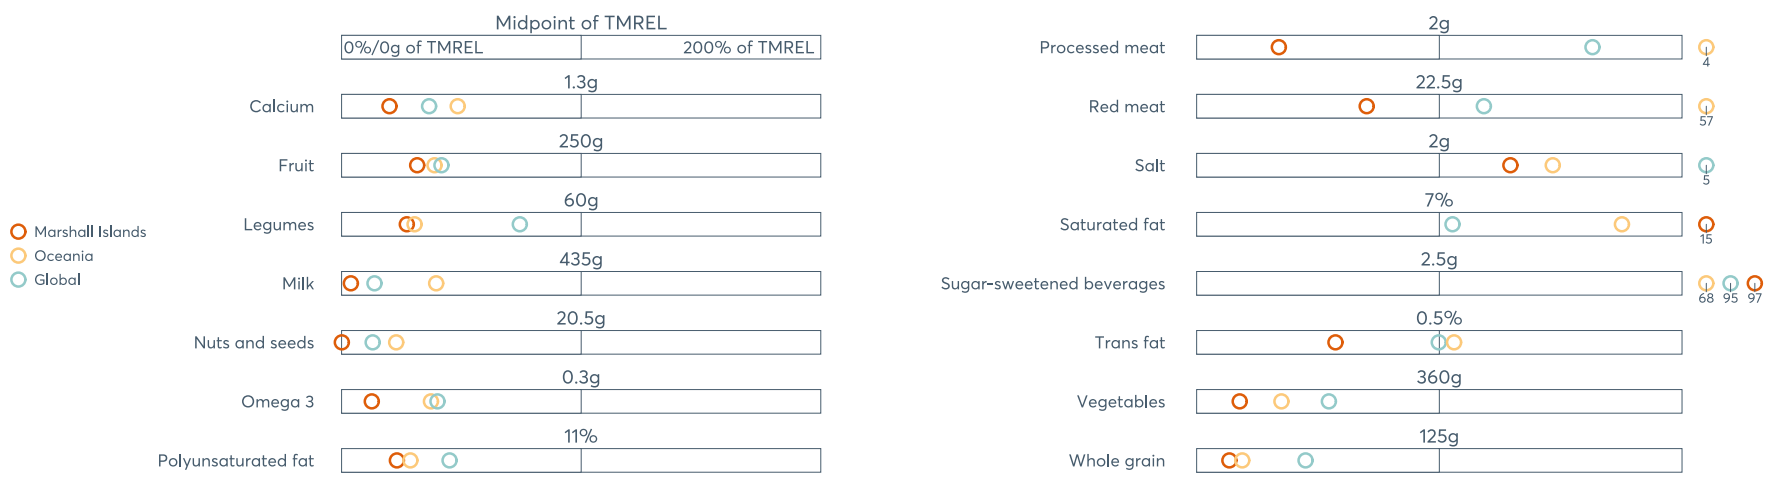 Marshall Islands
Oceania
Global
Midpoint of TMREL
0%/0g of TMREL 200% of TMREL
1.3g
Calcium
250g
Fruit
60g
Legumes
435g
Milk
20.5g
Nuts and seeds
0.3g
Omega 3
11%
Polyunsaturated fat
2g
Processed meat
4
22.5g
Red meat
57
2g
Salt
5
7%
Saturated fat
15
2.5g
Sugar-sweetened beverages
68 95 97
0.5%
Trans fat
360g
Vegetables
125g
Whole grain